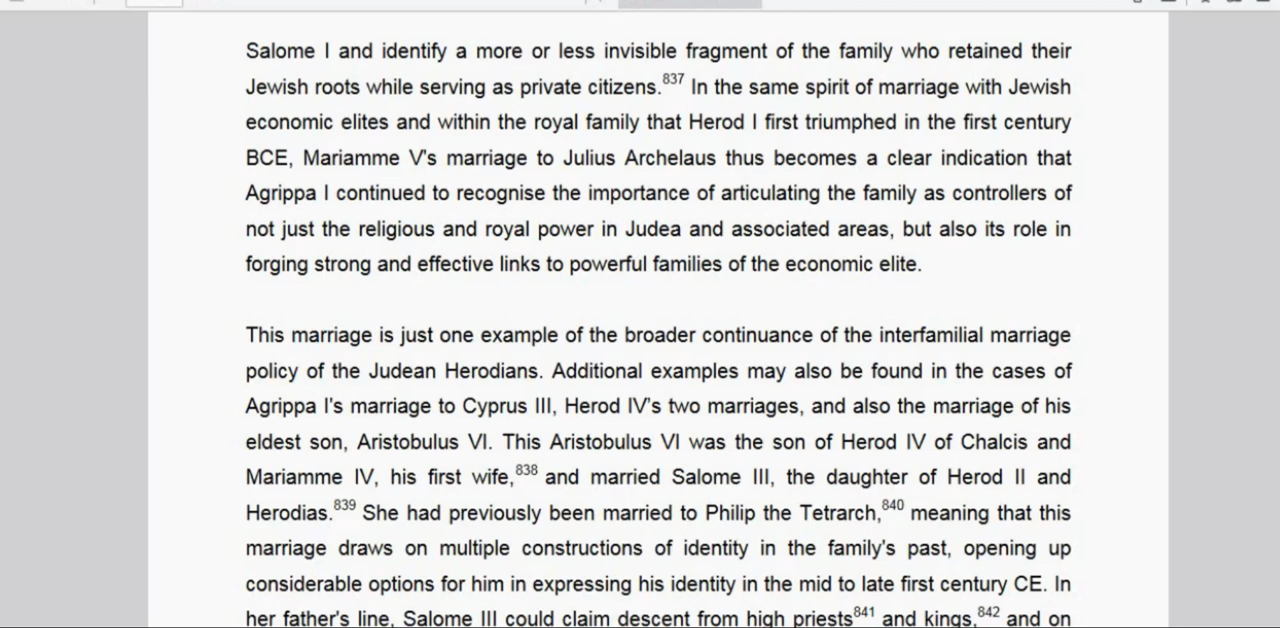 Salome I and identify a more or less invisible fragment of the family who retained their
Jewish roots while serving as private citizens.837 In the same spirit of marriage with Jewish
economic elites and within the royal family that Herod I first triumphed in the first century
BCE, Mariamme V's marriage to Julius Archelaus thus becomes a clear indication that
Agrippa I continued to recognise the importance of articulating the family as controllers of
not just the religious and royal power in Judea and associated areas, but also its role in
forging strong and effective links to powerful families of the economic elite.
This marriage is just one example of the broader continuance of the interfamilial marriage
policy of the Judean Herodians. Additional examples may also be found in the cases of
Agrippa I's marriage to Cyprus III, Herod IV's two marriages, and also the marriage of his
eldest son, Aristobulus VI. This Aristobulus VI was the son of Herod IV of Chalcis and
Mariamme IV, his first wife,838 and married Salome III, the daughter of Herod II and
Herodias.839 She had previously been married to Philip the Tetrarch,840 meaning that this
marriage draws on multiple constructions of identity in the family's past, opening up
considerable options for him in expressing his identity in the mid to late first century CE. In
her father's line, Salome III could claim descent from high priests841 and kings,842 and on